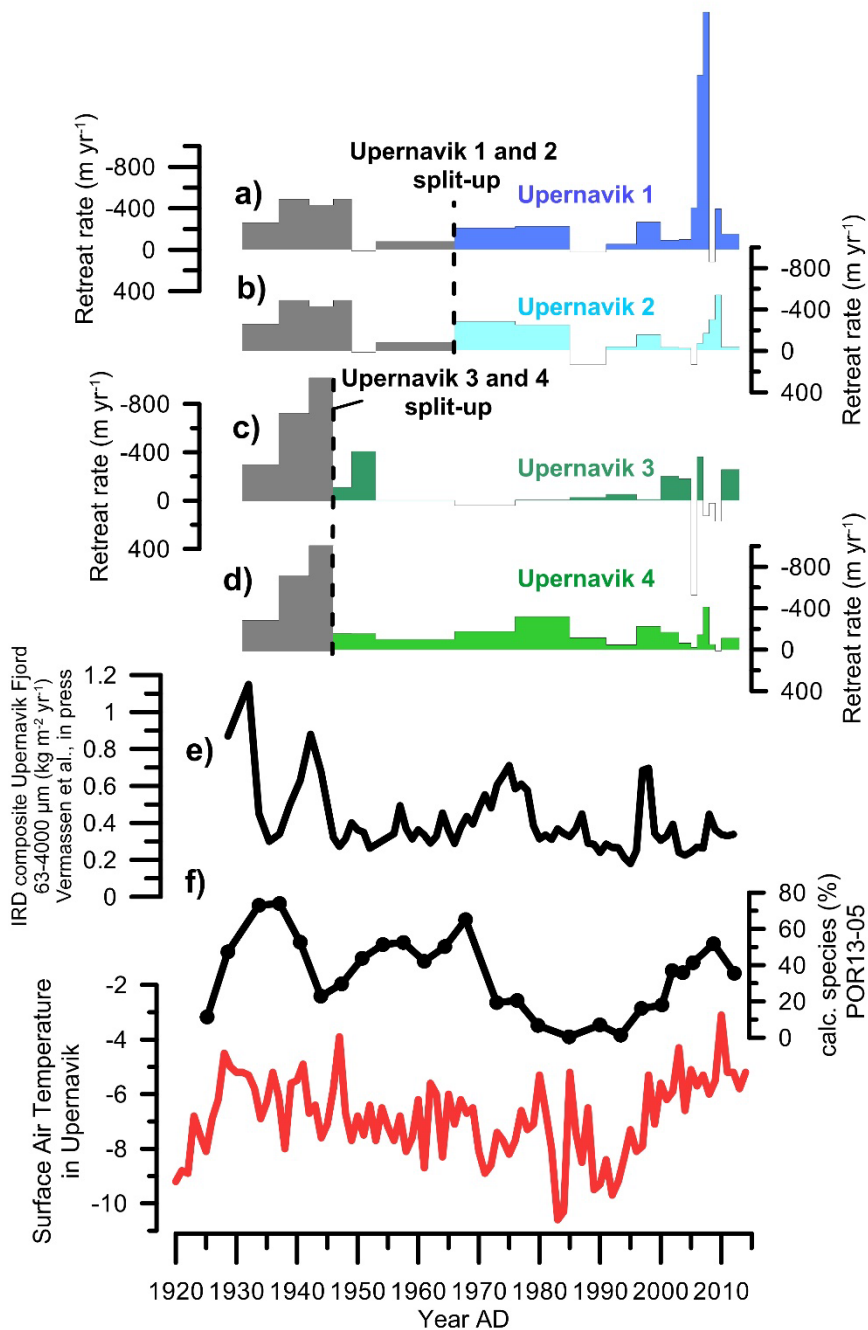 Retreat rate (m yr⁻¹)
-800
-400
0
400
a)
Upernavik 1 and 2
split-up
Upernavik 1
b)
Upernavik 2
-800
-400
0
400
Retreat rate (m yr⁻¹)
Upernavik 3 and 4
split-up
Retreat rate (m yr⁻¹)
-800
-400
0
400
c)
Upernavik 3
d)
Upernavik 4
-800
-400
0
400
Retreat rate (m yr⁻¹)
IRD composite Upernavik Fjord
63-4000 µm (kg m⁻² yr⁻¹)
Vermassen et al., in press
1.2
1
0.8
0.6
0.4
0.2
0
e)
f)
80
60
40
20
0
calc. species (%)
POR13-05
Surface Air Temperature
in Upernavik
-2
-4
-6
-8
-10
1920 1930 1940 1950 1960 1970 1980 1990 2000 2010
Year AD